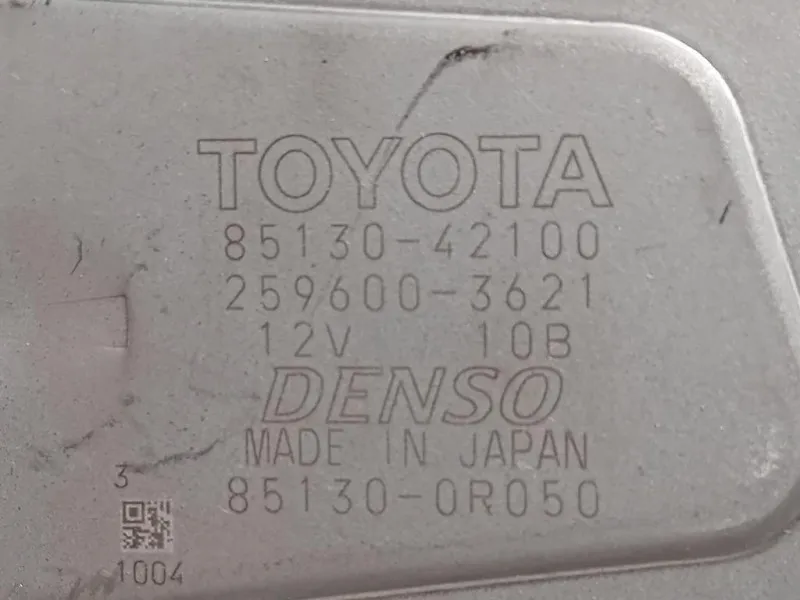 TOYOTA
85130-42100
259600-3621
12V 10B
DENSO
MADE IN JAPAN
85130-0R050
3
1004